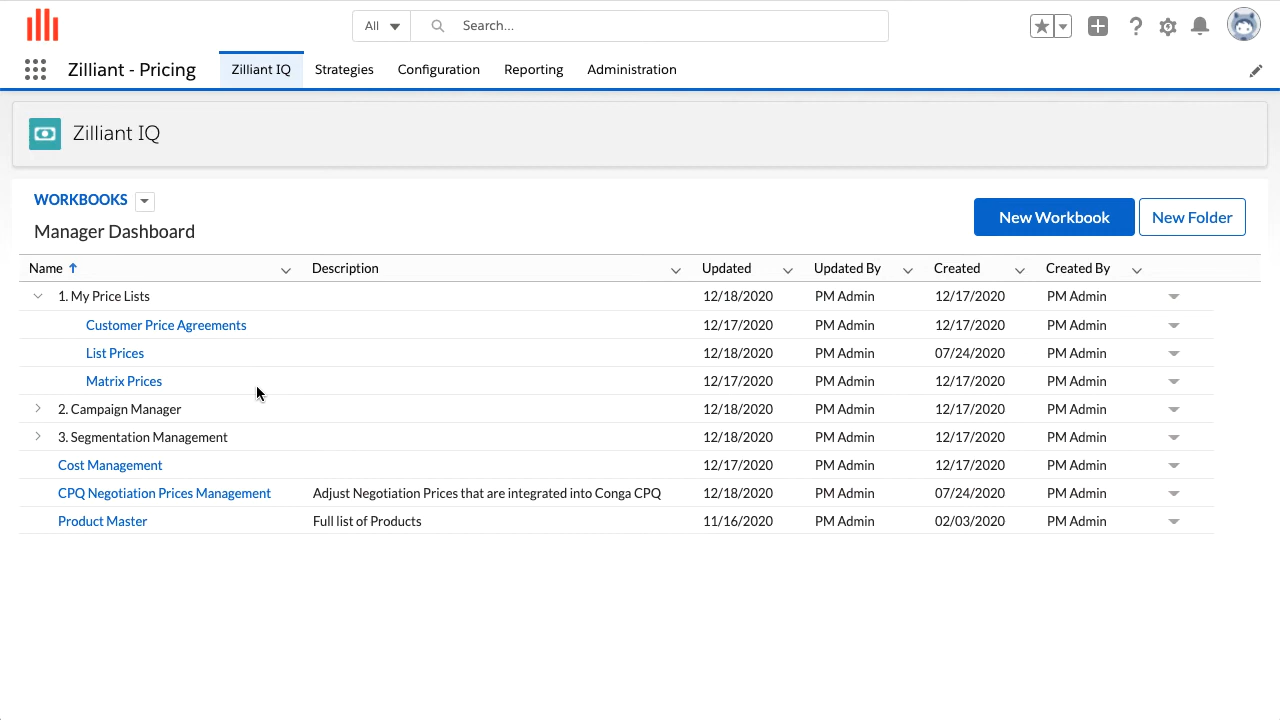 All Search...
Zilliant - Pricing Zilliant IQ Strategies Configuration Reporting Administration
Zilliant IQ
WORKBOOKS
Manager Dashboard
New Workbook New Folder
Name Description Updated Updated By Created Created By
1. My Price Lists 12/18/2020 PM Admin 12/17/2020 PM Admin
Customer Price Agreements 12/17/2020 PM Admin 12/17/2020 PM Admin
List Prices 12/18/2020 PM Admin 07/24/2020 PM Admin
Matrix Prices 12/17/2020 PM Admin 12/17/2020 PM Admin
2. Campaign Manager 12/18/2020 PM Admin 12/17/2020 PM Admin
3. Segmentation Management 12/18/2020 PM Admin 12/17/2020 PM Admin
Cost Management 12/17/2020 PM Admin 12/17/2020 PM Admin
CPQ Negotiation Prices Management Adjust Negotiation Prices that are integrated into Conga CPQ 12/18/2020 PM Admin 07/24/2020 PM Admin
Product Master Full list of Products 11/16/2020 PM Admin 02/03/2020 PM Admin